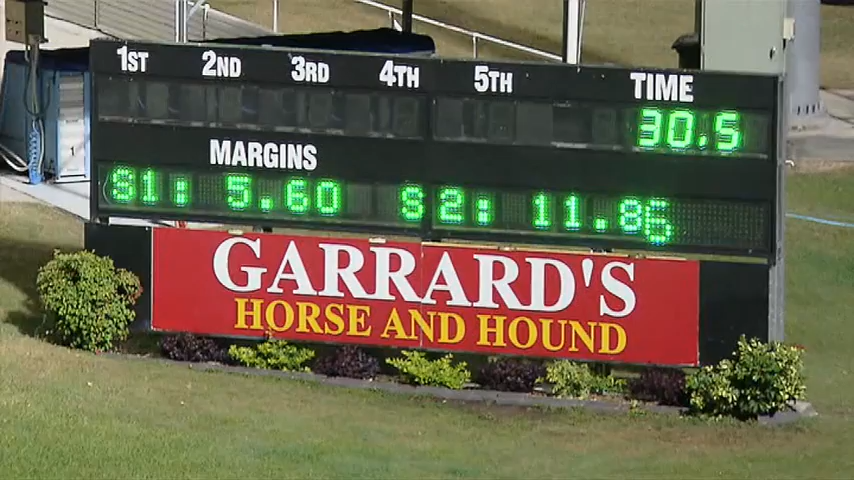 1ST 2ND 3RD 4TH 5TH TIME
30.5
MARGINS
S1: 5.60 S2: 11.86
GARRARD'S
HORSE AND HOUND
1